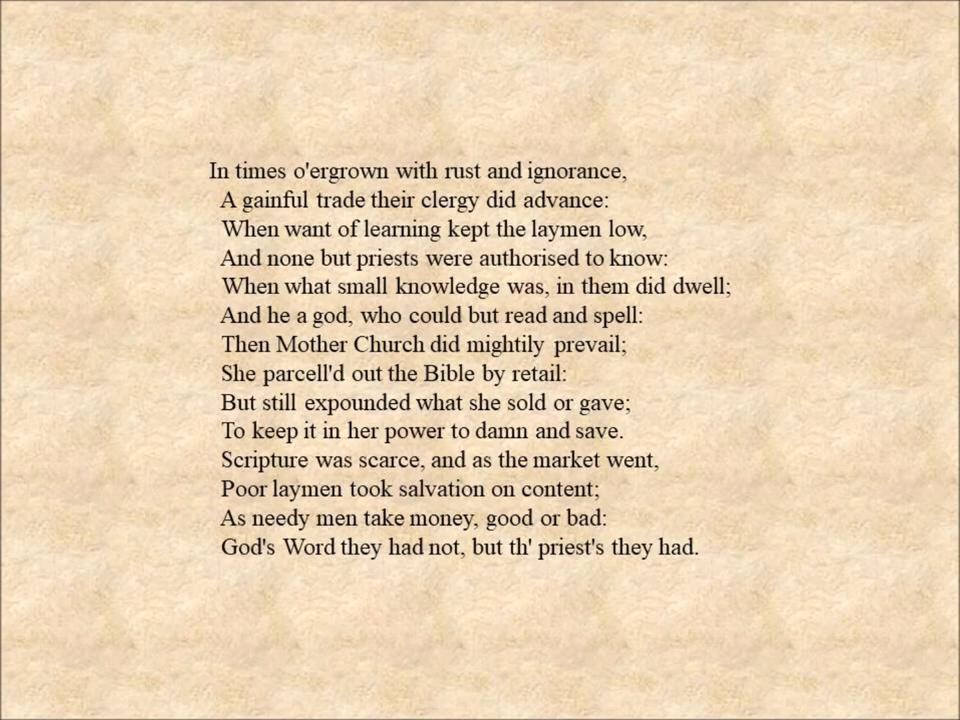 In times o'ergrown with rust and ignorance,
A gainful trade their clergy did advance:
When want of learning kept the laymen low,
And none but priests were authorised to know:
When what small knowledge was, in them did dwell;
And he a god, who could but read and spell:
Then Mother Church did mightily prevail;
She parcell'd out the Bible by retail:
But still expounded what she sold or gave;
To keep it in her power to damn and save.
Scripture was scarce, and as the market went,
Poor laymen took salvation on content;
As needy men take money, good or bad:
God's Word they had not, but th' priest's they had.